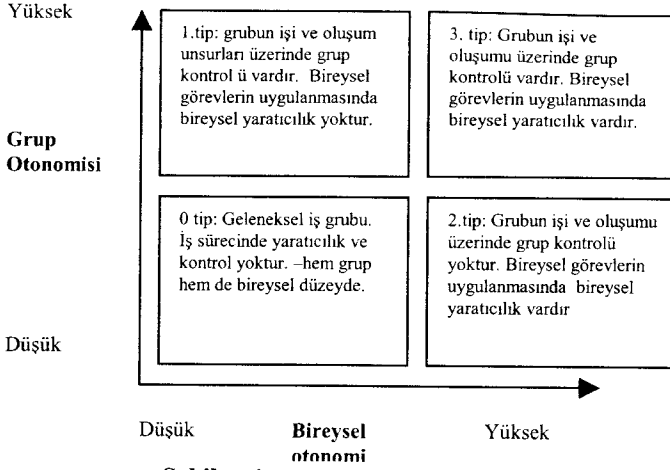 Yüksek
1.tip: grubun işi ve oluşum
unsurları üzerinde grup
kontrol ü vardır. Bireysel
görevlerin uygulanmasında
bireysel yaratıcılık yoktur.
3. tip: Grubun işi ve
oluşumu üzerinde grup
kontrolü vardır. Bireysel
görevlerin uygulanmasında
bireysel yaratıcılık vardır.
Grup
Otonomisi
0 tip: Geleneksel iş grubu.
İş sürecinde yaratıcılık ve
kontrol yoktur. –hem grup
hem de bireysel düzeyde.
2.tip: Grubun işi ve oluşumu
üzerinde grup kontrolü
yoktur. Bireysel görevlerin
uygulanmasında bireysel
yaratıcılık vardır
Düşük
Düşük Bireysel Yüksek
otonomi